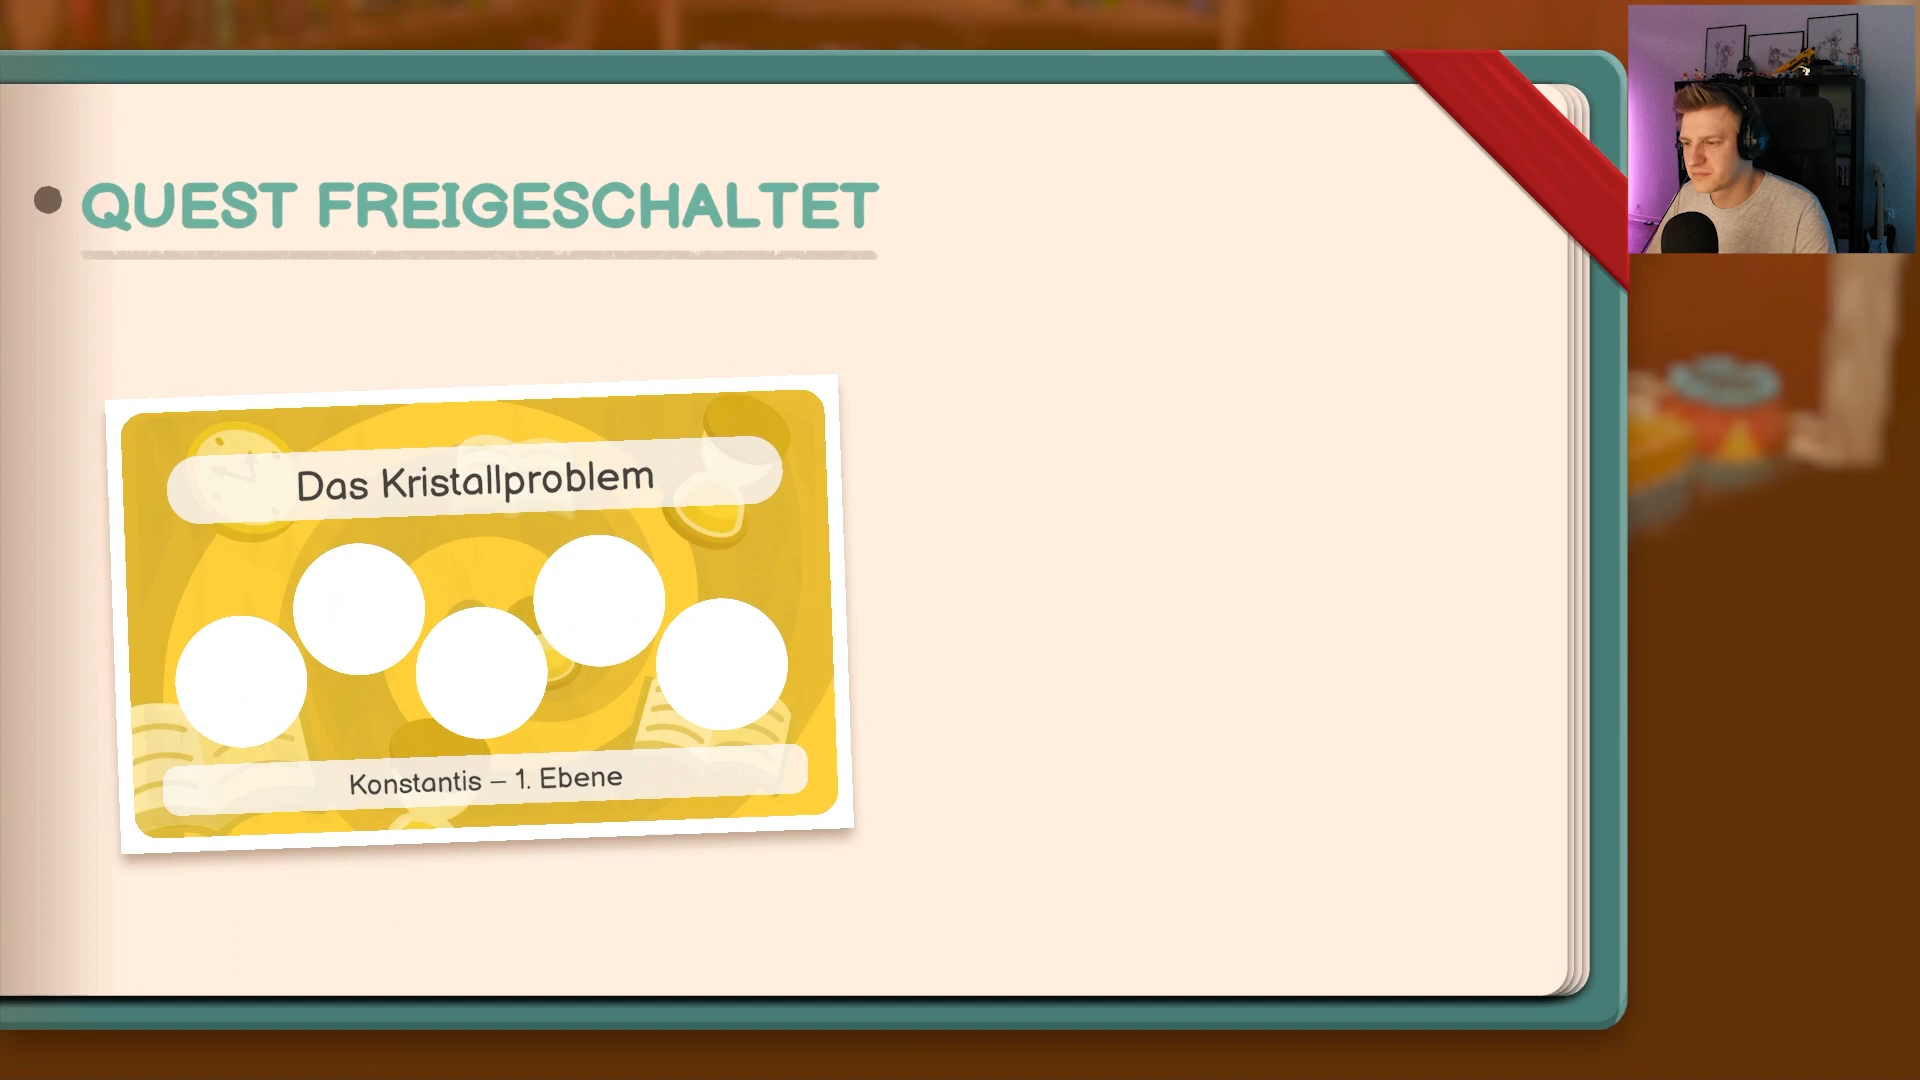 QUEST FREIGESCHALTET
Das Kristallproblem
Konstantis – 1. Ebene